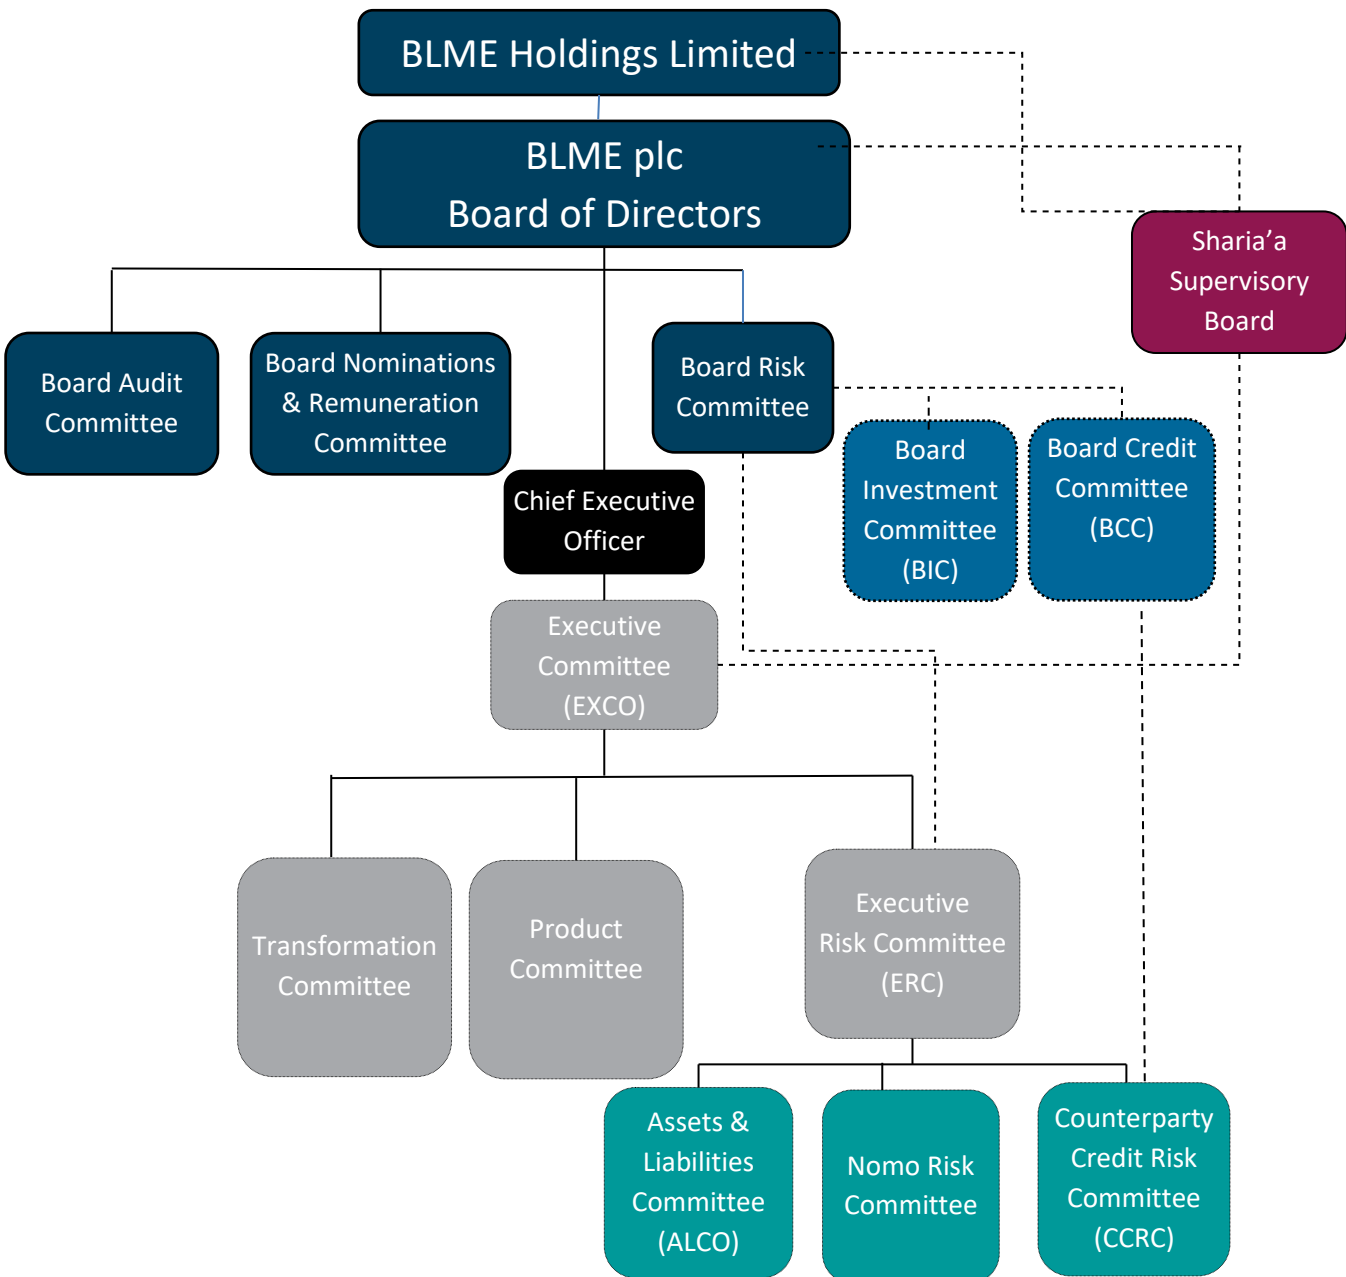 BLME Holdings Limited
BLME plc
Board of Directors
Sharia’a
Supervisory
Board
Board Audit
Committee
Board Nominations
& Remuneration
Committee
Board Risk
Committee
Board
Investment
Committee
(BIC)
Board Credit
Committee
(BCC)
Chief Executive
Officer
Executive
Committee
(EXCO)
Transformation
Committee
Product
Committee
Executive
Risk Committee
(ERC)
Assets &
Liabilities
Committee
(ALCO)
Nomo Risk
Committee
Counterparty
Credit Risk
Committee
(CCRC)